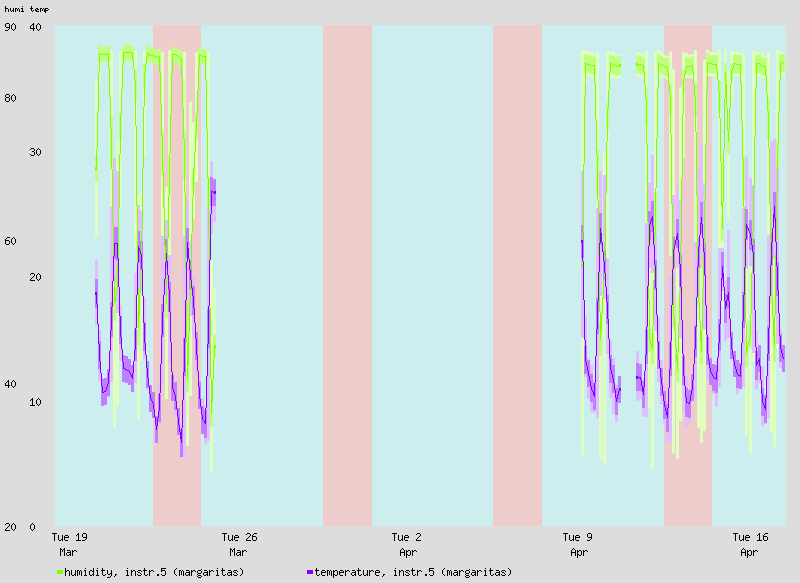 humi temp
90 40
80
30
60
20
40
10
20 0
Tue 19 Tue 26 Tue 2 Tue 9 Tue 16
Mar Mar Apr Apr Apr
humidity, instr.5 (margaritas) temperature, instr.5 (margaritas)